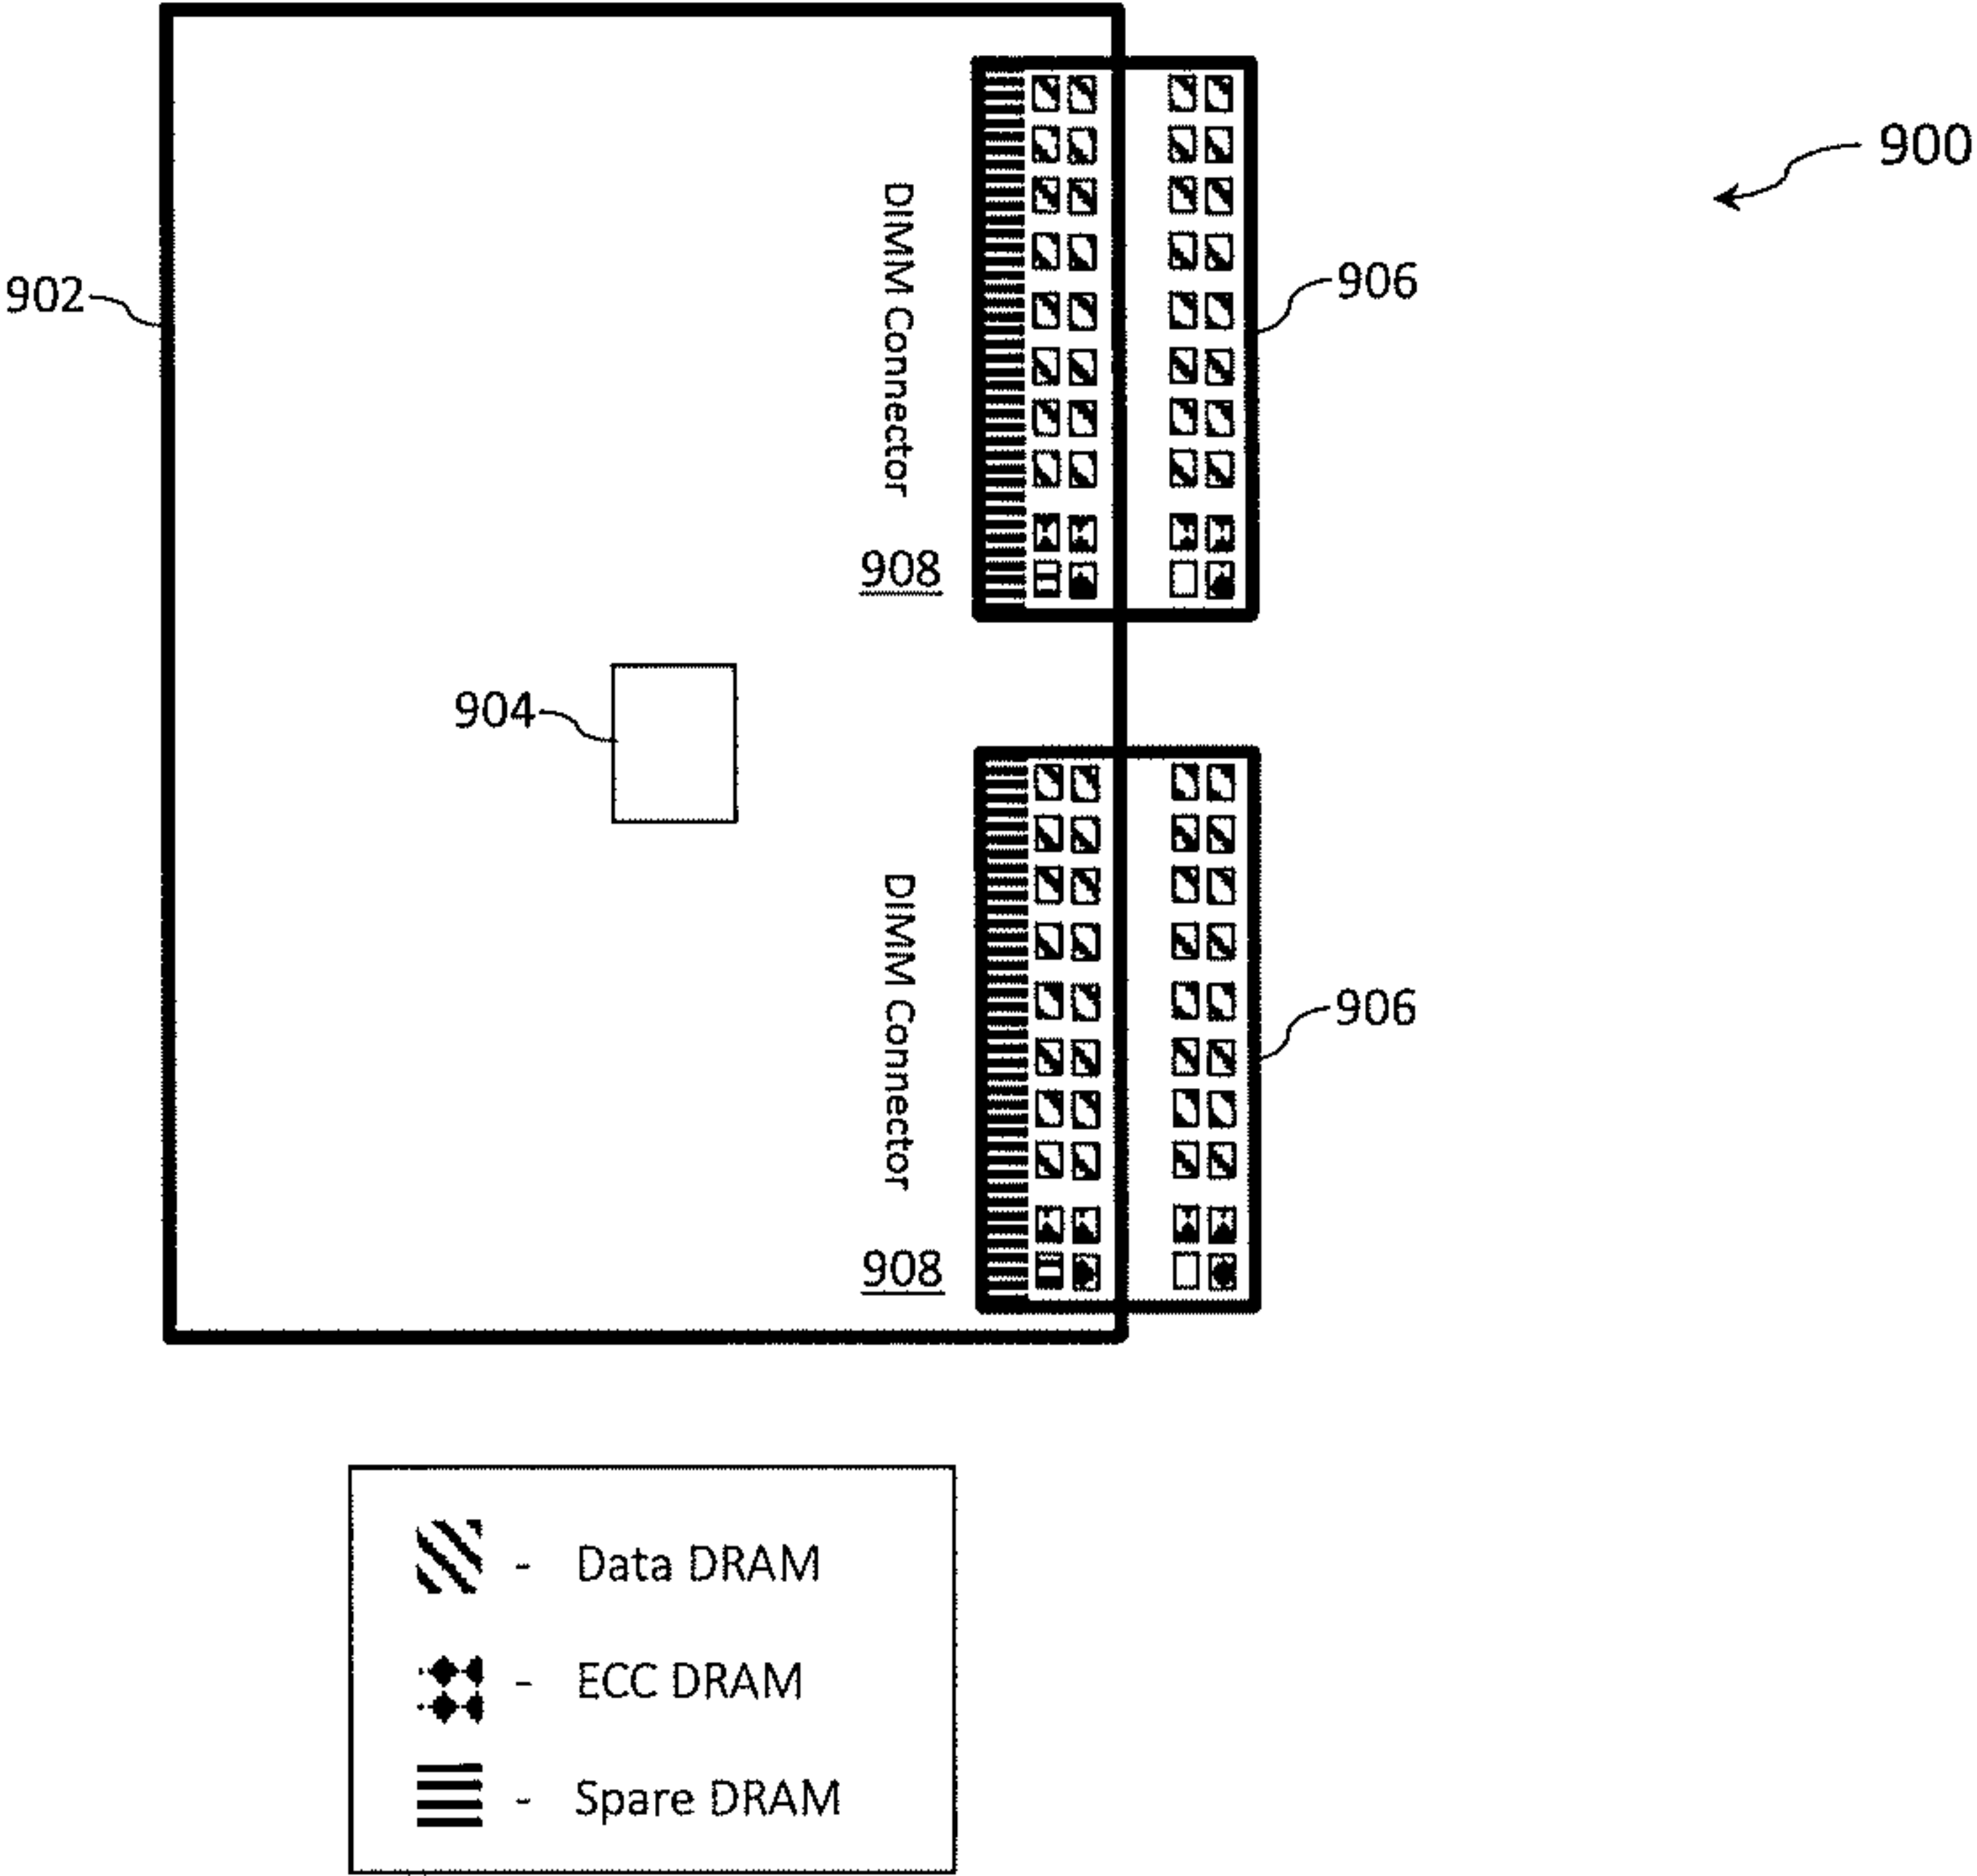 900
902
906
DIMM Connector
908
904
906
DIMM Connector
908
- Data DRAM
- ECC DRAM
- Spare DRAM